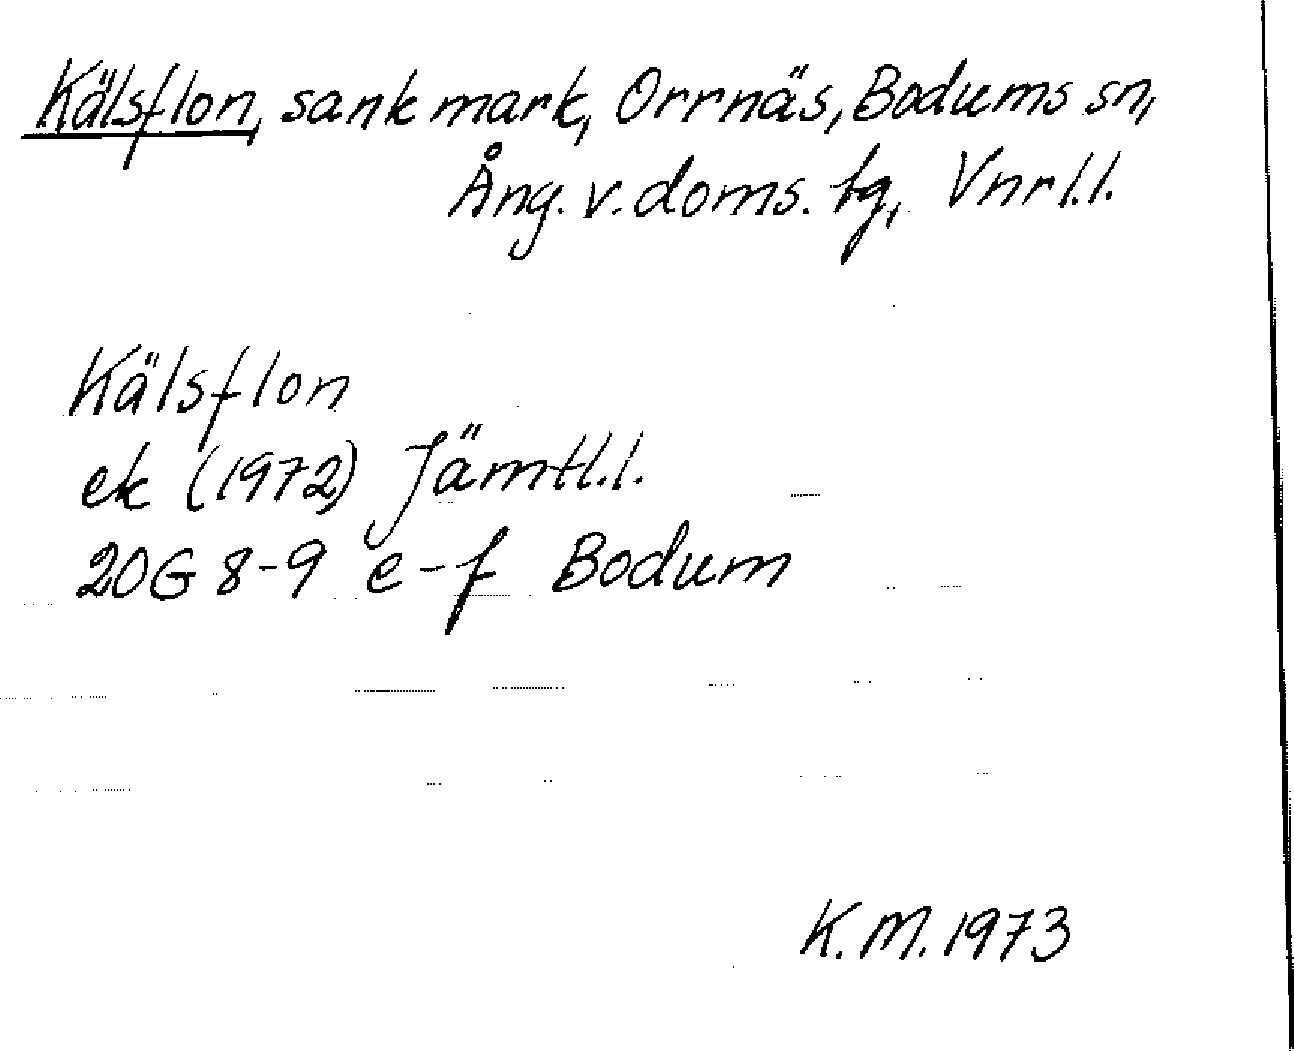 Kälsflon, sank mark, Orrnäs, Bodums sn,
Ång. v. doms. tg, Vnrl.l.
Kälsflon
ek (1972) Jämtl.l.
20G 8-9 e-f Bodum
K.M. 1973